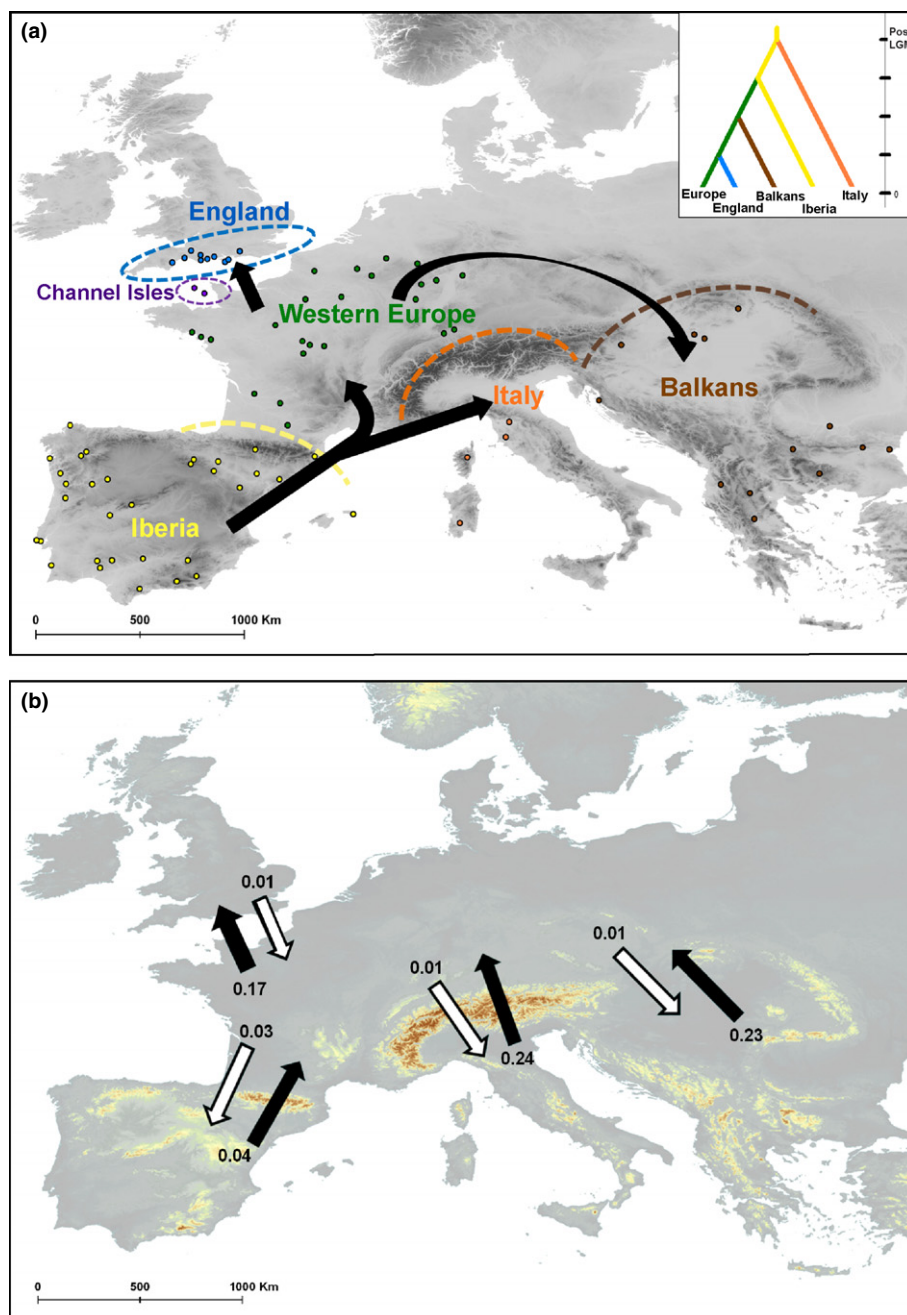 (a)
Pos
LGM
0
Europe
England
Balkans
Iberia
Italy
England
Channel Isles
Western Europe
Italy
Balkans
Iberia
0 500 1000 Km
(b)
0.01
0.17
0.03
0.04
0.01
0.24
0.01
0.23
0 500 1000 Km